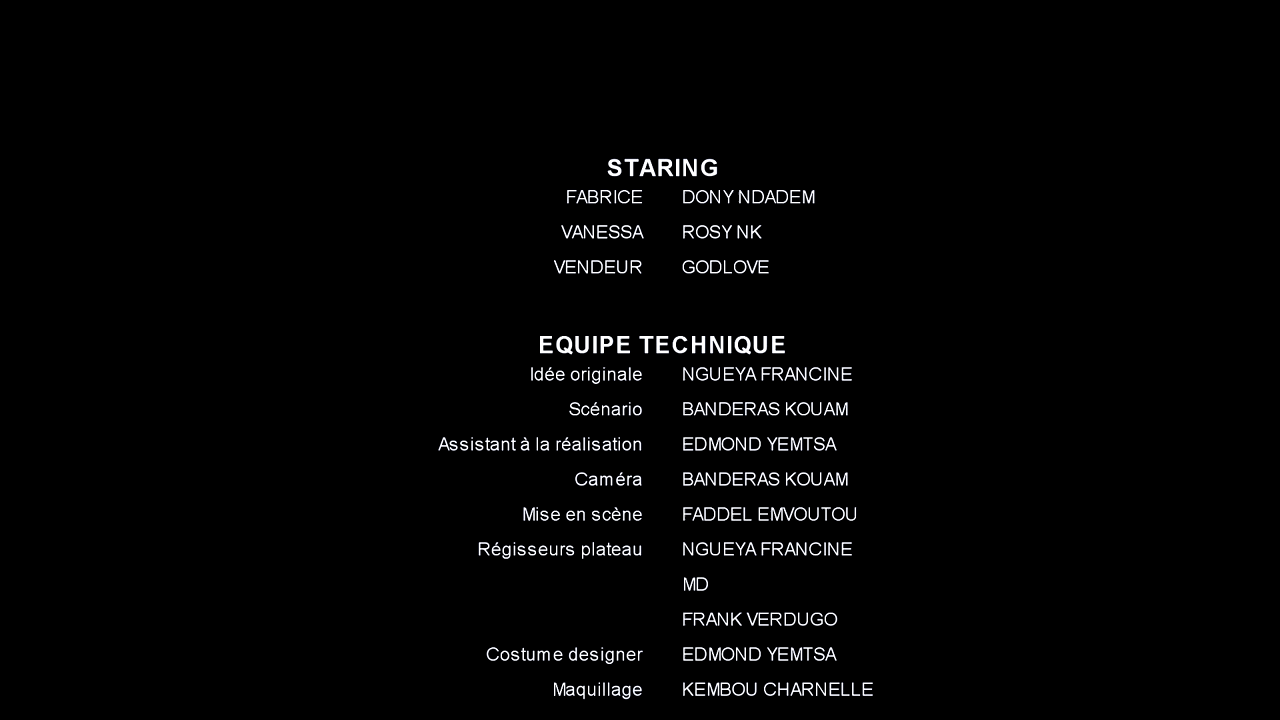 STARING
FABRICE DONY NDADEM
VANESSA ROSY NK
VENDEUR GODLOVE
EQUIPE TECHNIQUE
Idée originale NGUEYA FRANCINE
Scénario BANDERAS KOUAM
Assistant à la réalisation EDMOND YEMTSA
Caméra BANDERAS KOUAM
Mise en scène FADDEL EMVOUTOU
Régisseurs plateau NGUEYA FRANCINE
MD
FRANK VERDUGO
Costume designer EDMOND YEMTSA
Maquillage KEMBOU CHARNELLE